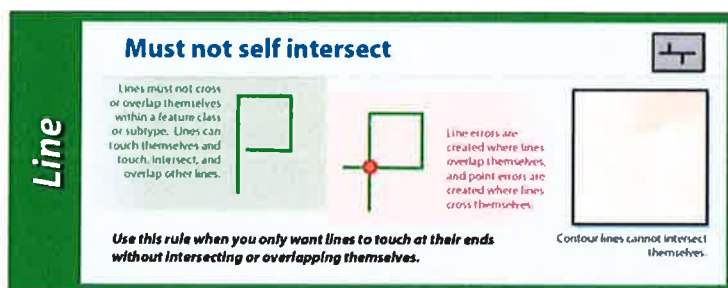 Must not self intersect
Line
Lines must not cross
or overlap themselves
within a feature class
or subtype. Lines can
touch themselves and
touch, intersect, and
overlap other lines.
Line errors are
created where lines
overlap themselves,
and point errors are
created where lines
cross themselves.
Use this rule when you only want lines to touch at their ends
without intersecting or overlapping themselves.
Contour lines cannot intersect
themselves.